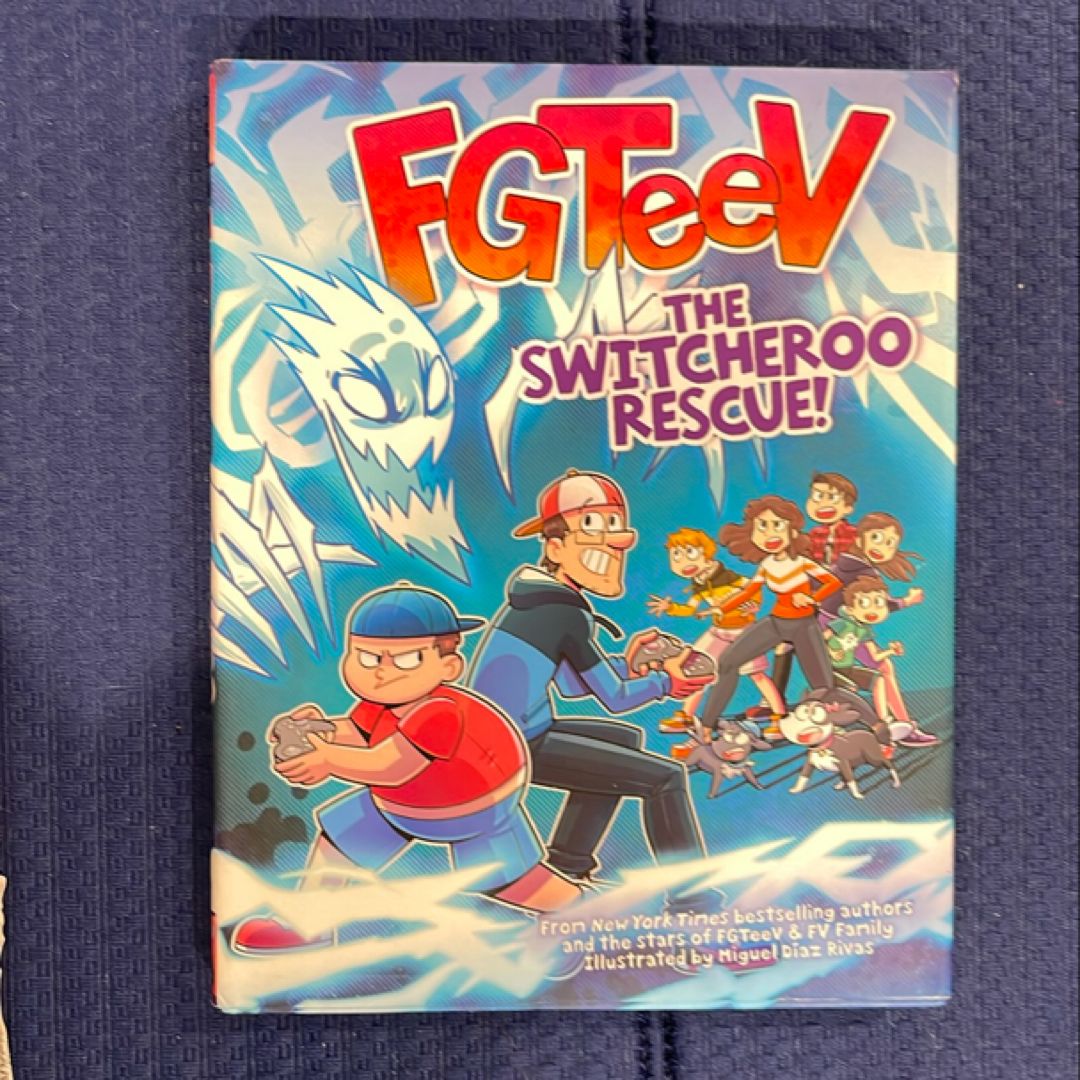 FGTeeV
THE
SWITCHEROO
RESCUE!
From New York Times bestselling authors
and the stars of FGTeeV & FV Family
Illustrated by Miguel Díaz Rivas